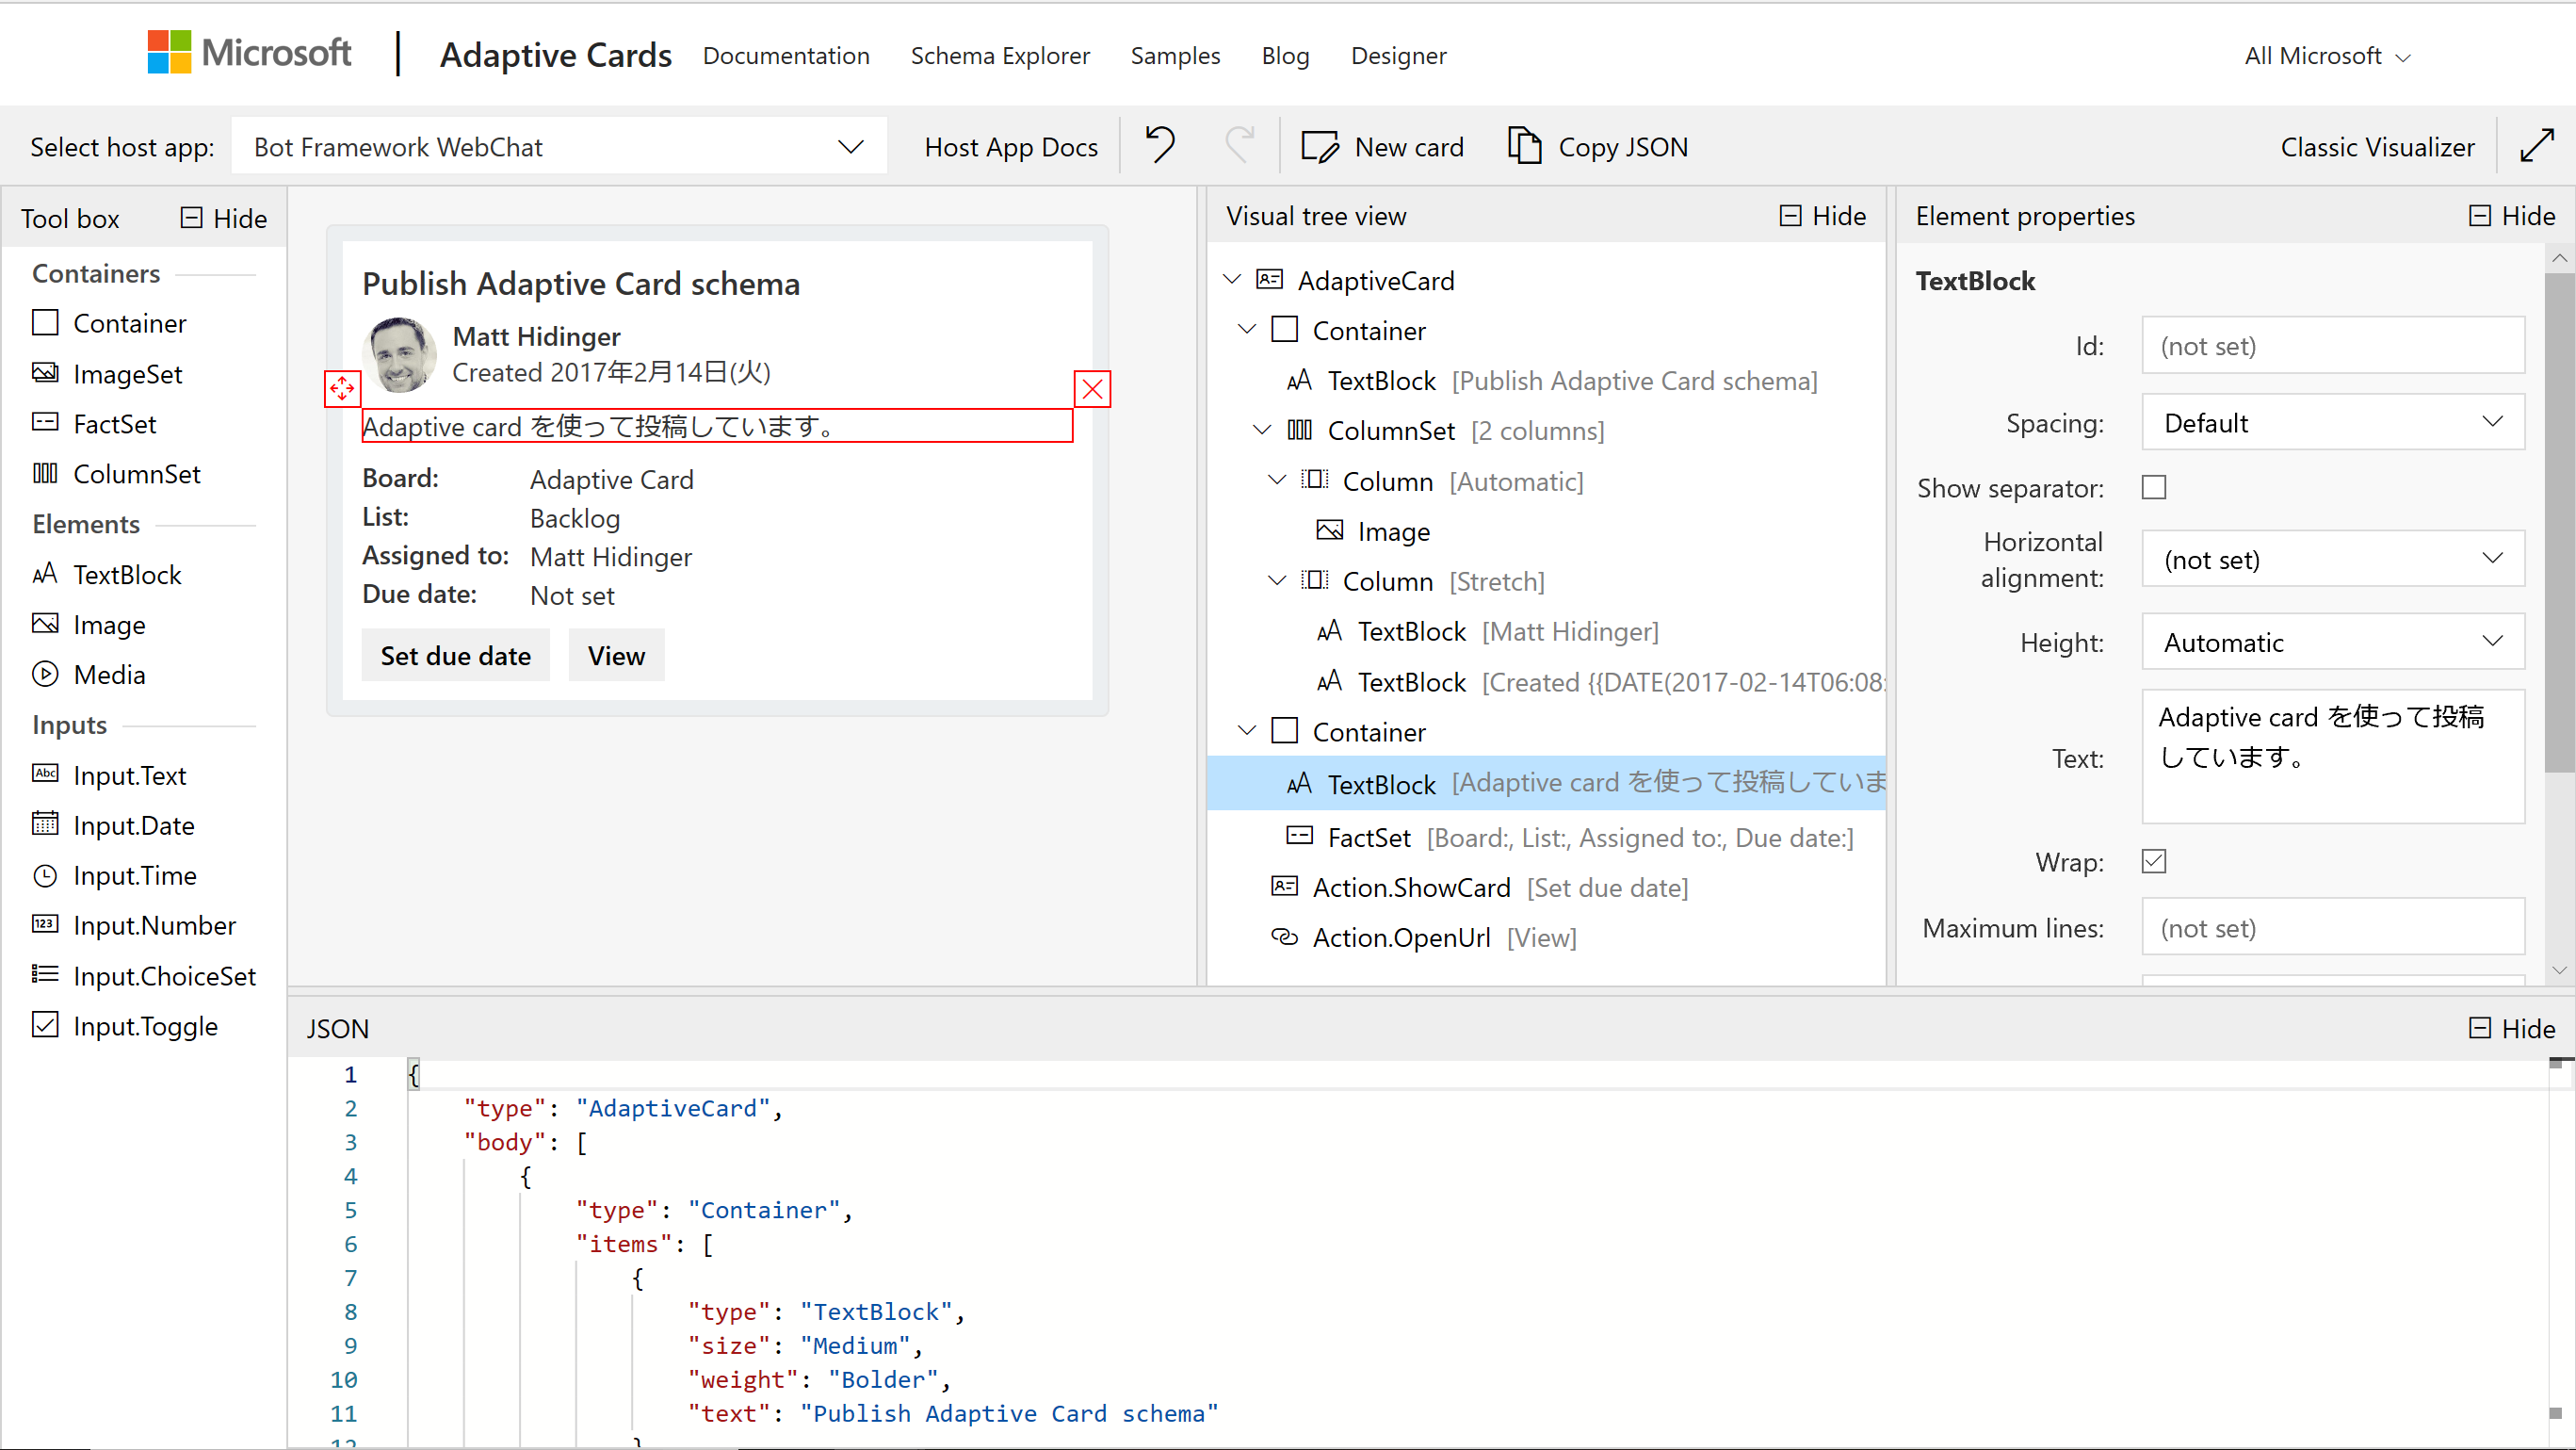 Microsoft
Adaptive Cards
Documentation
Schema Explorer
Samples
Blog
Designer
All Microsoft
Select host app:
Bot Framework WebChat
Host App Docs
New card
Copy JSON
Classic Visualizer
Tool box
Hide
Containers
Container
ImageSet
FactSet
ColumnSet
Elements
TextBlock
Image
Media
Inputs
Abc Input.Text
Input.Date
Input.Time
123 Input.Number
Input.ChoiceSet
Input.Toggle
Publish Adaptive Card schema
Matt Hidinger
Created 2017年2月14日(火)
Adaptive card を使って投稿しています。
Board: Adaptive Card
List: Backlog
Assigned to: Matt Hidinger
Due date: Not set
Set due date
View
Visual tree view
Hide
AdaptiveCard
Container
TextBlock [Publish Adaptive Card schema]
ColumnSet [2 columns]
Column [Automatic]
Image
Column [Stretch]
TextBlock [Matt Hidinger]
TextBlock [Created {{DATE(2017-02-14T06:08:
Container
TextBlock [Adaptive card を使って投稿していま
FactSet [Board:, List:, Assigned to:, Due date:]
Action.ShowCard [Set due date]
Action.OpenUrl [View]
Element properties
Hide
TextBlock
Id: (not set)
Spacing: Default
Show separator:
Horizontal
alignment: (not set)
Height: Automatic
Text: Adaptive card を使って投稿
しています。
Wrap:
Maximum lines: (not set)
JSON
Hide
1 {
2 "type": "AdaptiveCard",
3 "body": [
4 {
5 "type": "Container",
6 "items": [
7 {
8 "type": "TextBlock",
9 "size": "Medium",
10 "weight": "Bolder",
11 "text": "Publish Adaptive Card schema"
12 }